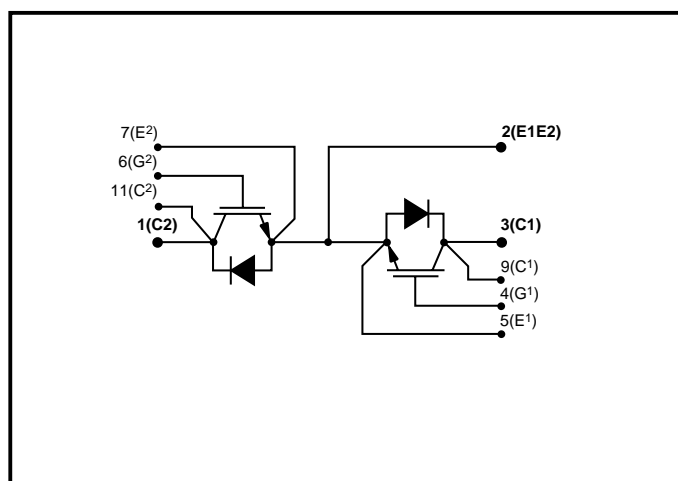 7(E2)
6(G2)
11(C2)
1(C2)
2(E1E2)
3(C1)
9(C1)
4(G1)
5(E1)